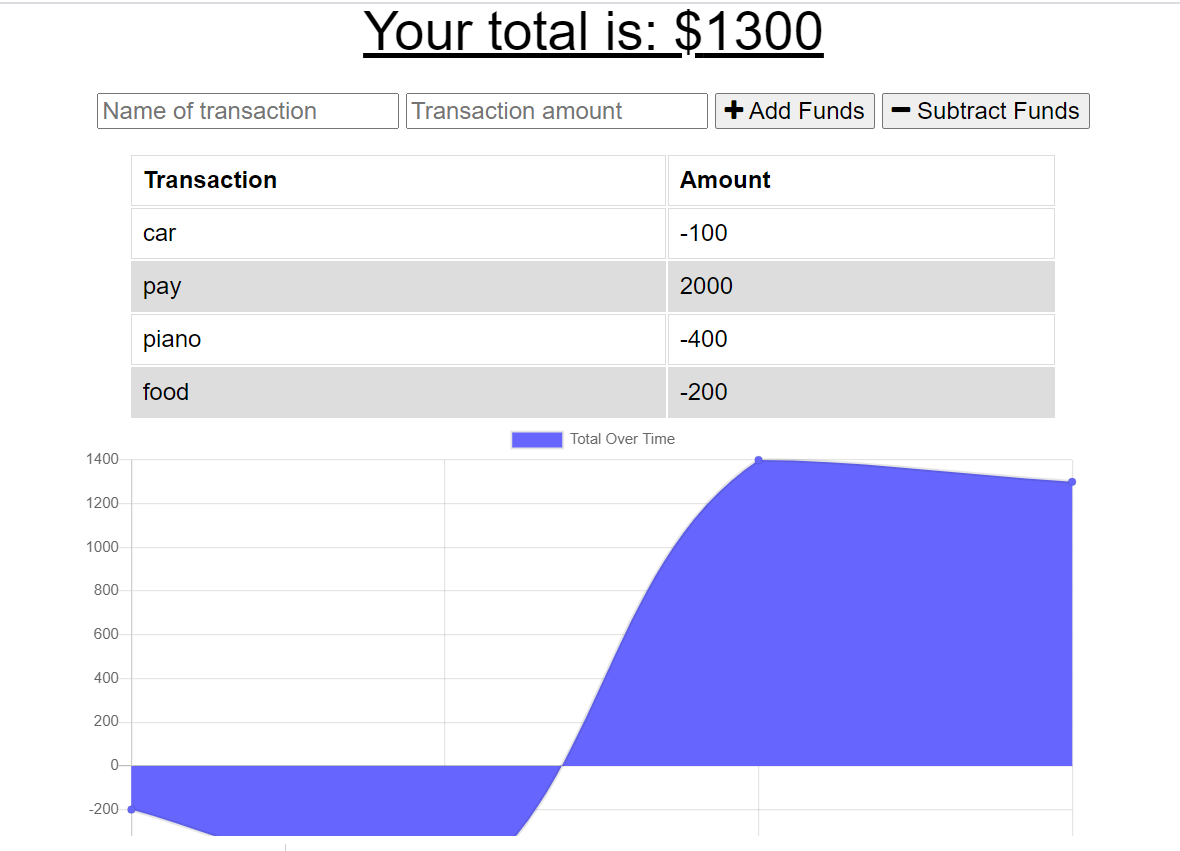 Your total is: $1300
Name of transaction Transaction amount Add Funds Subtract Funds
Transaction Amount
car -100
pay 2000
piano -400
food -200
Total Over Time
1400
1200
1000
800
600
400
200
0
-200